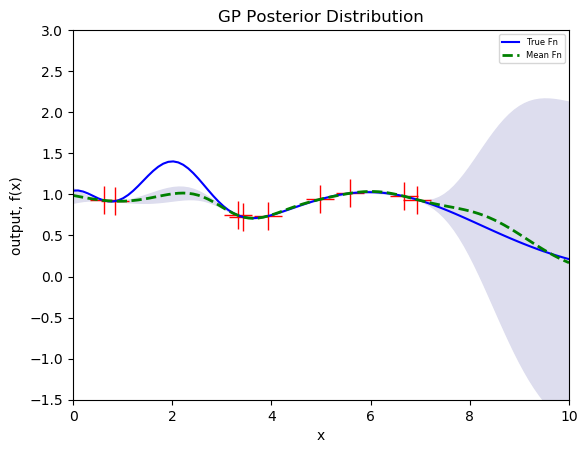 GP Posterior Distribution
True Fn
Mean Fn
output, f(x)
3.0
2.5
2.0
1.5
1.0
0.5
0.0
−0.5
−1.0
−1.5
0 2 4 6 8 10
x